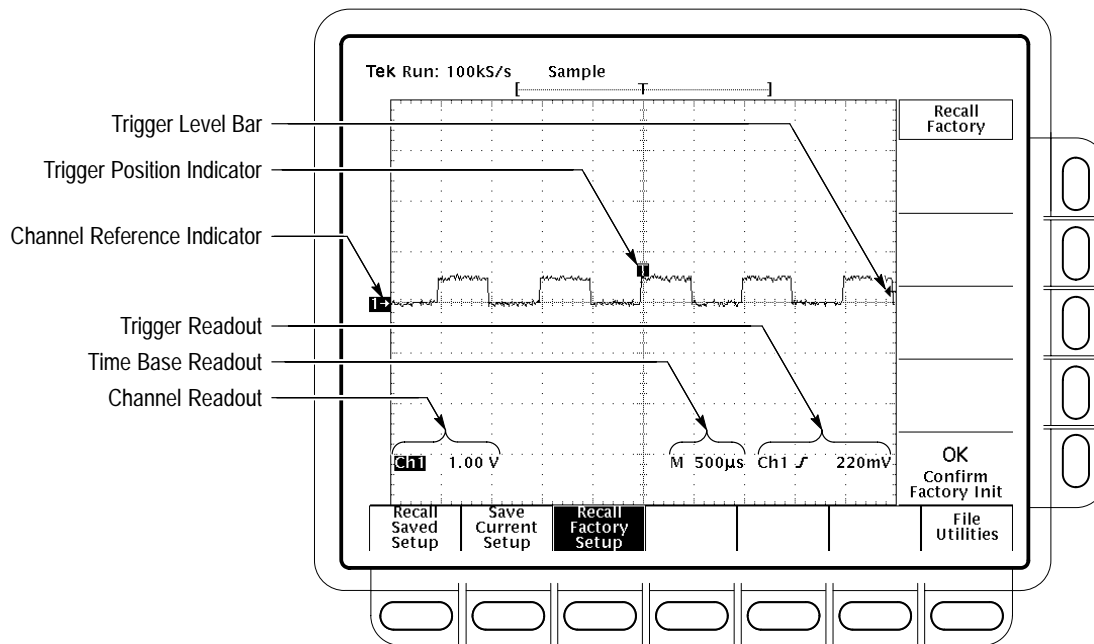 Tek Run: 100kS/s Sample
[ T ]
Recall
Factory
Trigger Level Bar
Trigger Position Indicator
Channel Reference Indicator
T
1→
Trigger Readout
Time Base Readout
Channel Readout
Ch1 1.00 V
M 500µs
Ch1 ƒ 220mV
OK
Confirm
Factory Init
Recall
Saved
Setup
Save
Current
Setup
Recall
Factory
Setup
File
Utilities